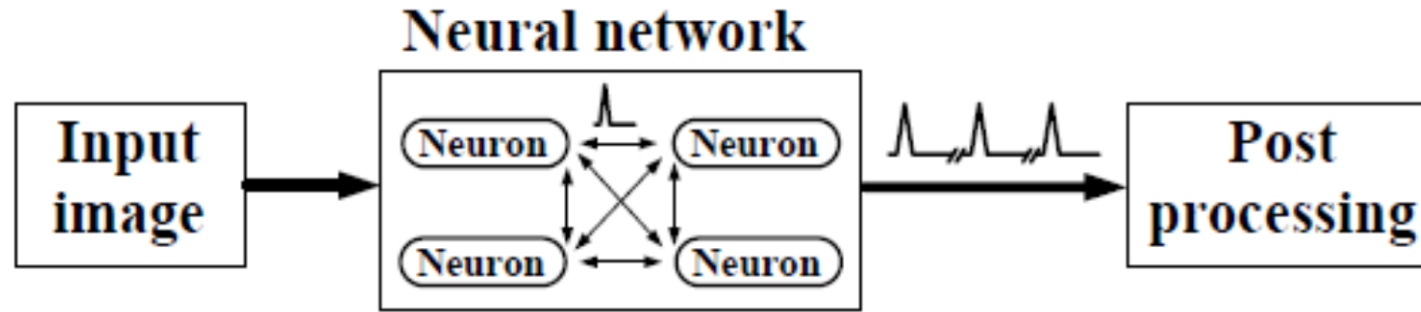 Neural network
Input
image
Neuron
Neuron
Neuron
Neuron
Post
processing